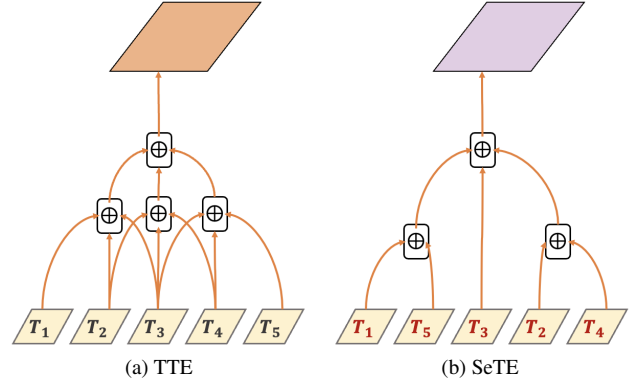 T₁ T₂ T₃ T₄ T₅ T₁ T₅ T₃ T₂ T₄
(a) TTE (b) SeTE